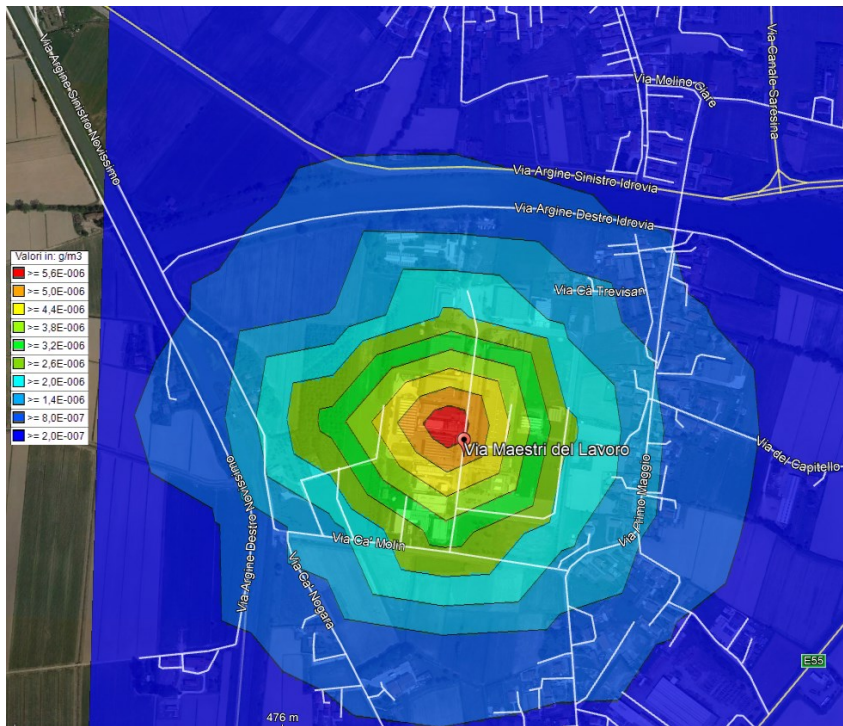 Via Argine Sinistro Novissimo
Via Canale Saresina
Via Molino Giare
Via Argine Sinistro Idrovia
Via Argine Destro Idrovia
Valori in: g/m3
>= 5,6E-006
>= 5,0E-006
>= 4,4E-006
>= 3,8E-006
>= 3,2E-006
>= 2,6E-006
>= 2,0E-006
>= 1,4E-006
>= 8,0E-007
>= 2,0E-007
Via Ca Trevisan
Via Maestri del Lavoro
Via del Capitello
Via Primo Maggio
Via Argine Destro Novissimo
Via Ca' Molin
Via Ca' Nogara
E55
476 m